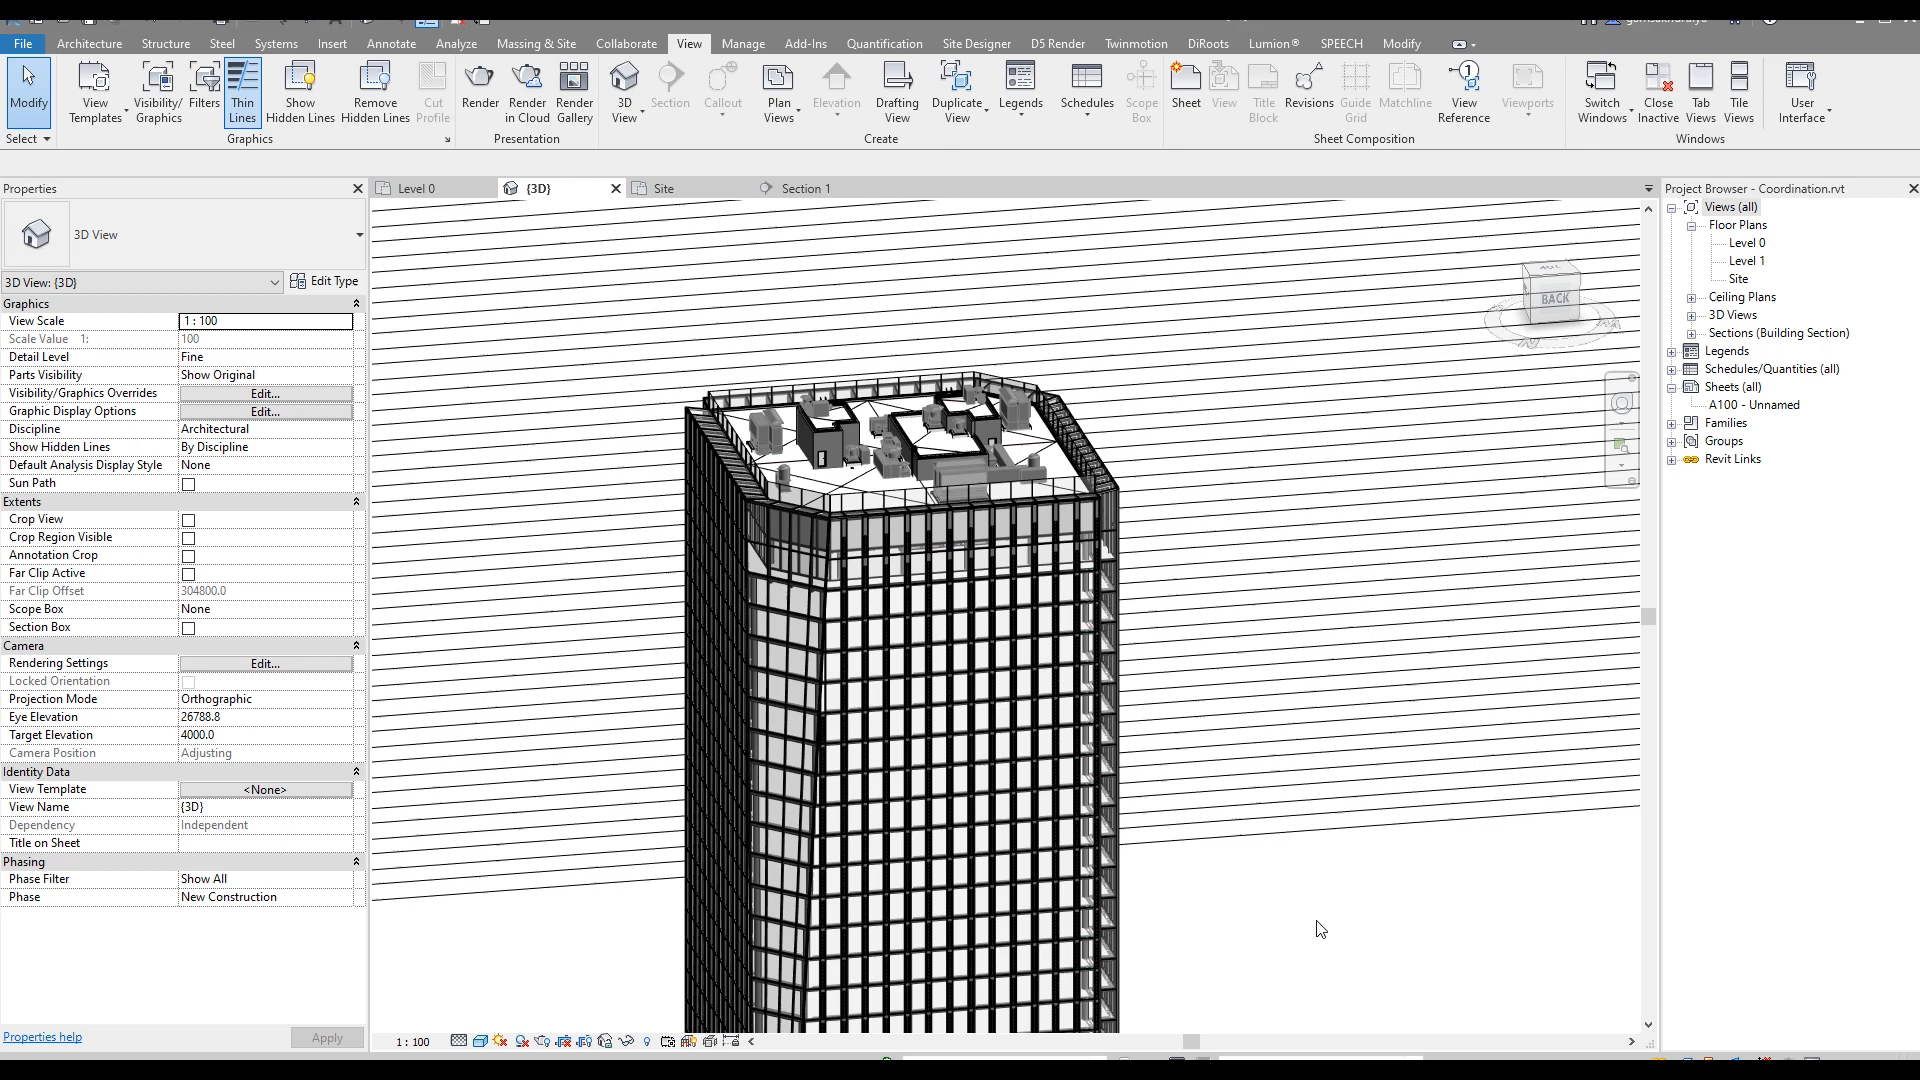 File Architecture Structure Steel Systems Insert Annotate Analyze Massing & Site Collaborate View Manage Add-Ins Quantification Site Designer D5 Render Twinmotion DiRoots Lumion® SPEECH Modify
Modify
View Templates
Visibility/ Graphics
Filters
Thin Lines
Show Hidden Lines
Remove Hidden Lines
Cut Profile
Render
Render in Cloud
Render Gallery
3D View
Section
Callout
Plan Views
Elevation
Drafting View
Duplicate View
Legends
Schedules
Scope Box
Sheet
View
Title Block
Revisions
Guide Grid
Matchline
View Reference
Viewports
Switch Windows
Close Inactive
Tab Views
Tile Views
User Interface
Select
Graphics
Presentation
Create
Sheet Composition
Windows
Properties
3D View
3D View: {3D}
Edit Type
Graphics
View Scale 1 : 100
Scale Value 1: 100
Detail Level Fine
Parts Visibility Show Original
Visibility/Graphics Overrides Edit...
Graphic Display Options Edit...
Discipline Architectural
Show Hidden Lines By Discipline
Default Analysis Display Style None
Sun Path
Extents
Crop View
Crop Region Visible
Annotation Crop
Far Clip Active
Far Clip Offset 304800.0
Scope Box None
Section Box
Camera
Rendering Settings Edit...
Locked Orientation
Projection Mode Orthographic
Eye Elevation 26788.8
Target Elevation 4000.0
Camera Position Adjusting
Identity Data
View Template <None>
View Name {3D}
Dependency Independent
Title on Sheet
Phasing
Phase Filter Show All
Phase New Construction
Properties help
Apply
Level 0
{3D}
Site
Section 1
BACK
1 : 100
Project Browser - Coordination.rvt
Views (all)
Floor Plans
Level 0
Level 1
Site
Ceiling Plans
3D Views
Sections (Building Section)
Legends
Schedules/Quantities (all)
Sheets (all)
A100 - Unnamed
Families
Groups
Revit Links